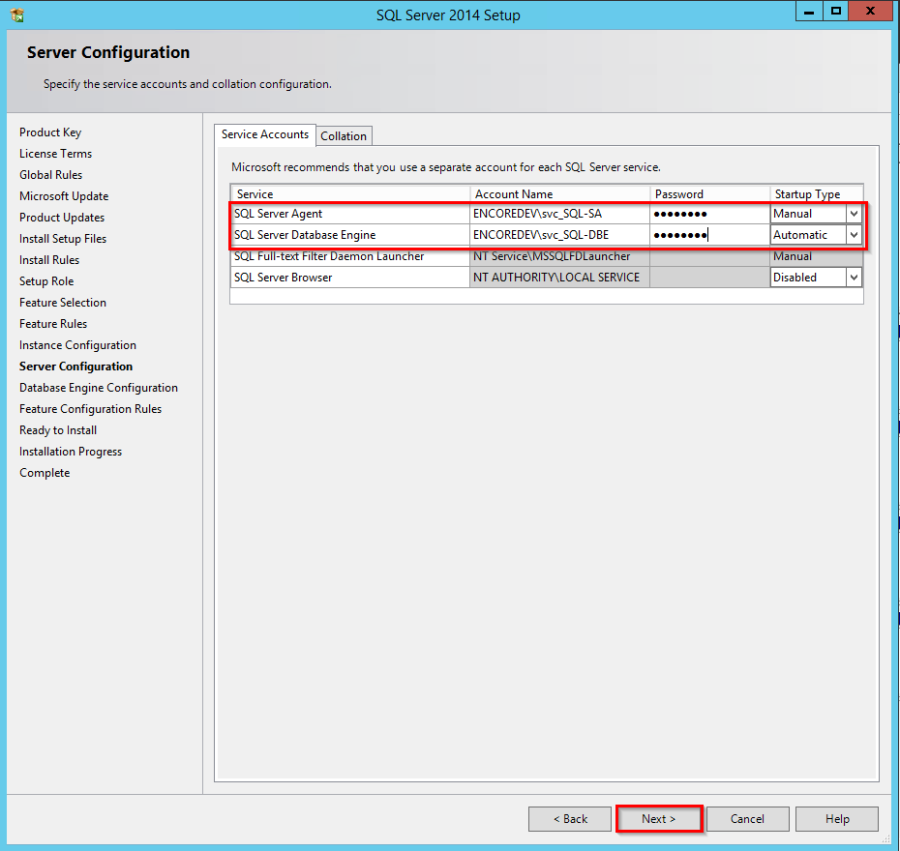 SQL Server 2014 Setup
Server Configuration
Specify the service accounts and collation configuration.
Product Key
License Terms
Global Rules
Microsoft Update
Product Updates
Install Setup Files
Install Rules
Setup Role
Feature Selection
Feature Rules
Instance Configuration
Server Configuration
Database Engine Configuration
Feature Configuration Rules
Ready to Install
Installation Progress
Complete
Service Accounts Collation
Microsoft recommends that you use a separate account for each SQL Server service.
Service Account Name Password Startup Type
SQL Server Agent ENCOREDEV\svc_SQL-SA ●●●●●●●● Manual
SQL Server Database Engine ENCOREDEV\svc_SQL-DBE ●●●●●●●● Automatic
SQL Full-text Filter Daemon Launcher NT Service\MSSQLFDLauncher Manual
SQL Server Browser NT AUTHORITY\LOCAL SERVICE Disabled
< Back Next > Cancel Help